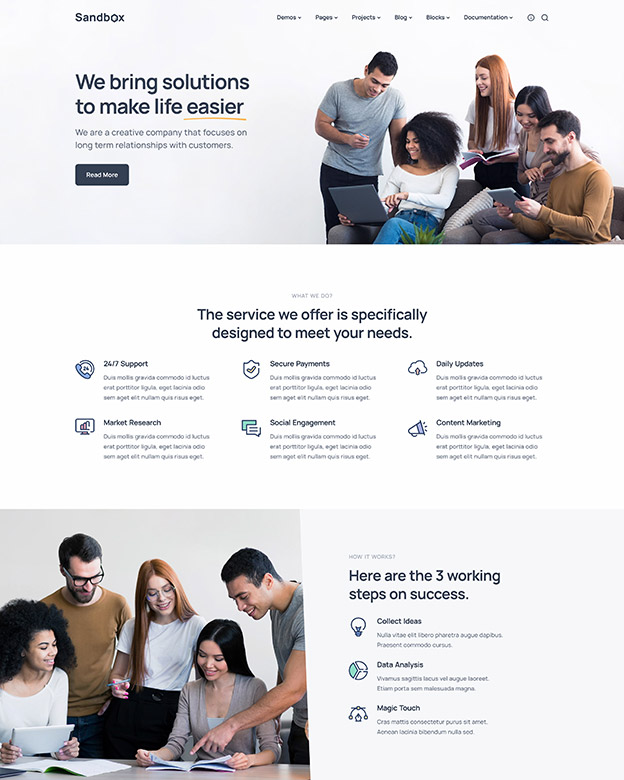 Sandbox
Demos Pages Projects Blog Blocks Documentation
We bring solutions
to make life easier
We are a creative company that focuses on
long term relationships with customers.
Read More
WHAT WE DO?
The service we offer is specifically
designed to meet your needs.
24/7 Support
Duis mollis gravida commodo id luctus
erat porttitor ligula, eget lacinia odio
sem aget elit nullam quis risus eget.
Secure Payments
Duis mollis gravida commodo id luctus
erat porttitor ligula, eget lacinia odio
sem aget elit nullam quis risus eget.
Daily Updates
Duis mollis gravida commodo id luctus
erat porttitor ligula, eget lacinia odio
sem aget elit nullam quis risus eget.
24
Market Research
Duis mollis gravida commodo id luctus
erat porttitor ligula, eget lacinia odio
sem aget elit nullam quis risus eget.
Social Engagement
Duis mollis gravida commodo id luctus
erat porttitor ligula, eget lacinia odio
sem aget elit nullam quis risus eget.
Content Marketing
Duis mollis gravida commodo id luctus
erat porttitor ligula, eget lacinia odio
sem aget elit nullam quis risus eget.
HOW IT WORKS?
Here are the 3 working
steps on success.
Collect Ideas
Nulla vitae elit libero pharetra augue dapibus.
Praesent commodo cursus.
Data Analysis
Vivamus sagittis lacus vel augue laoreet.
Etiam porta sem malesuada magna.
Magic Touch
Cras mattis consectetur purus sit amet.
Aenean lacinia bibendum nulla sed.